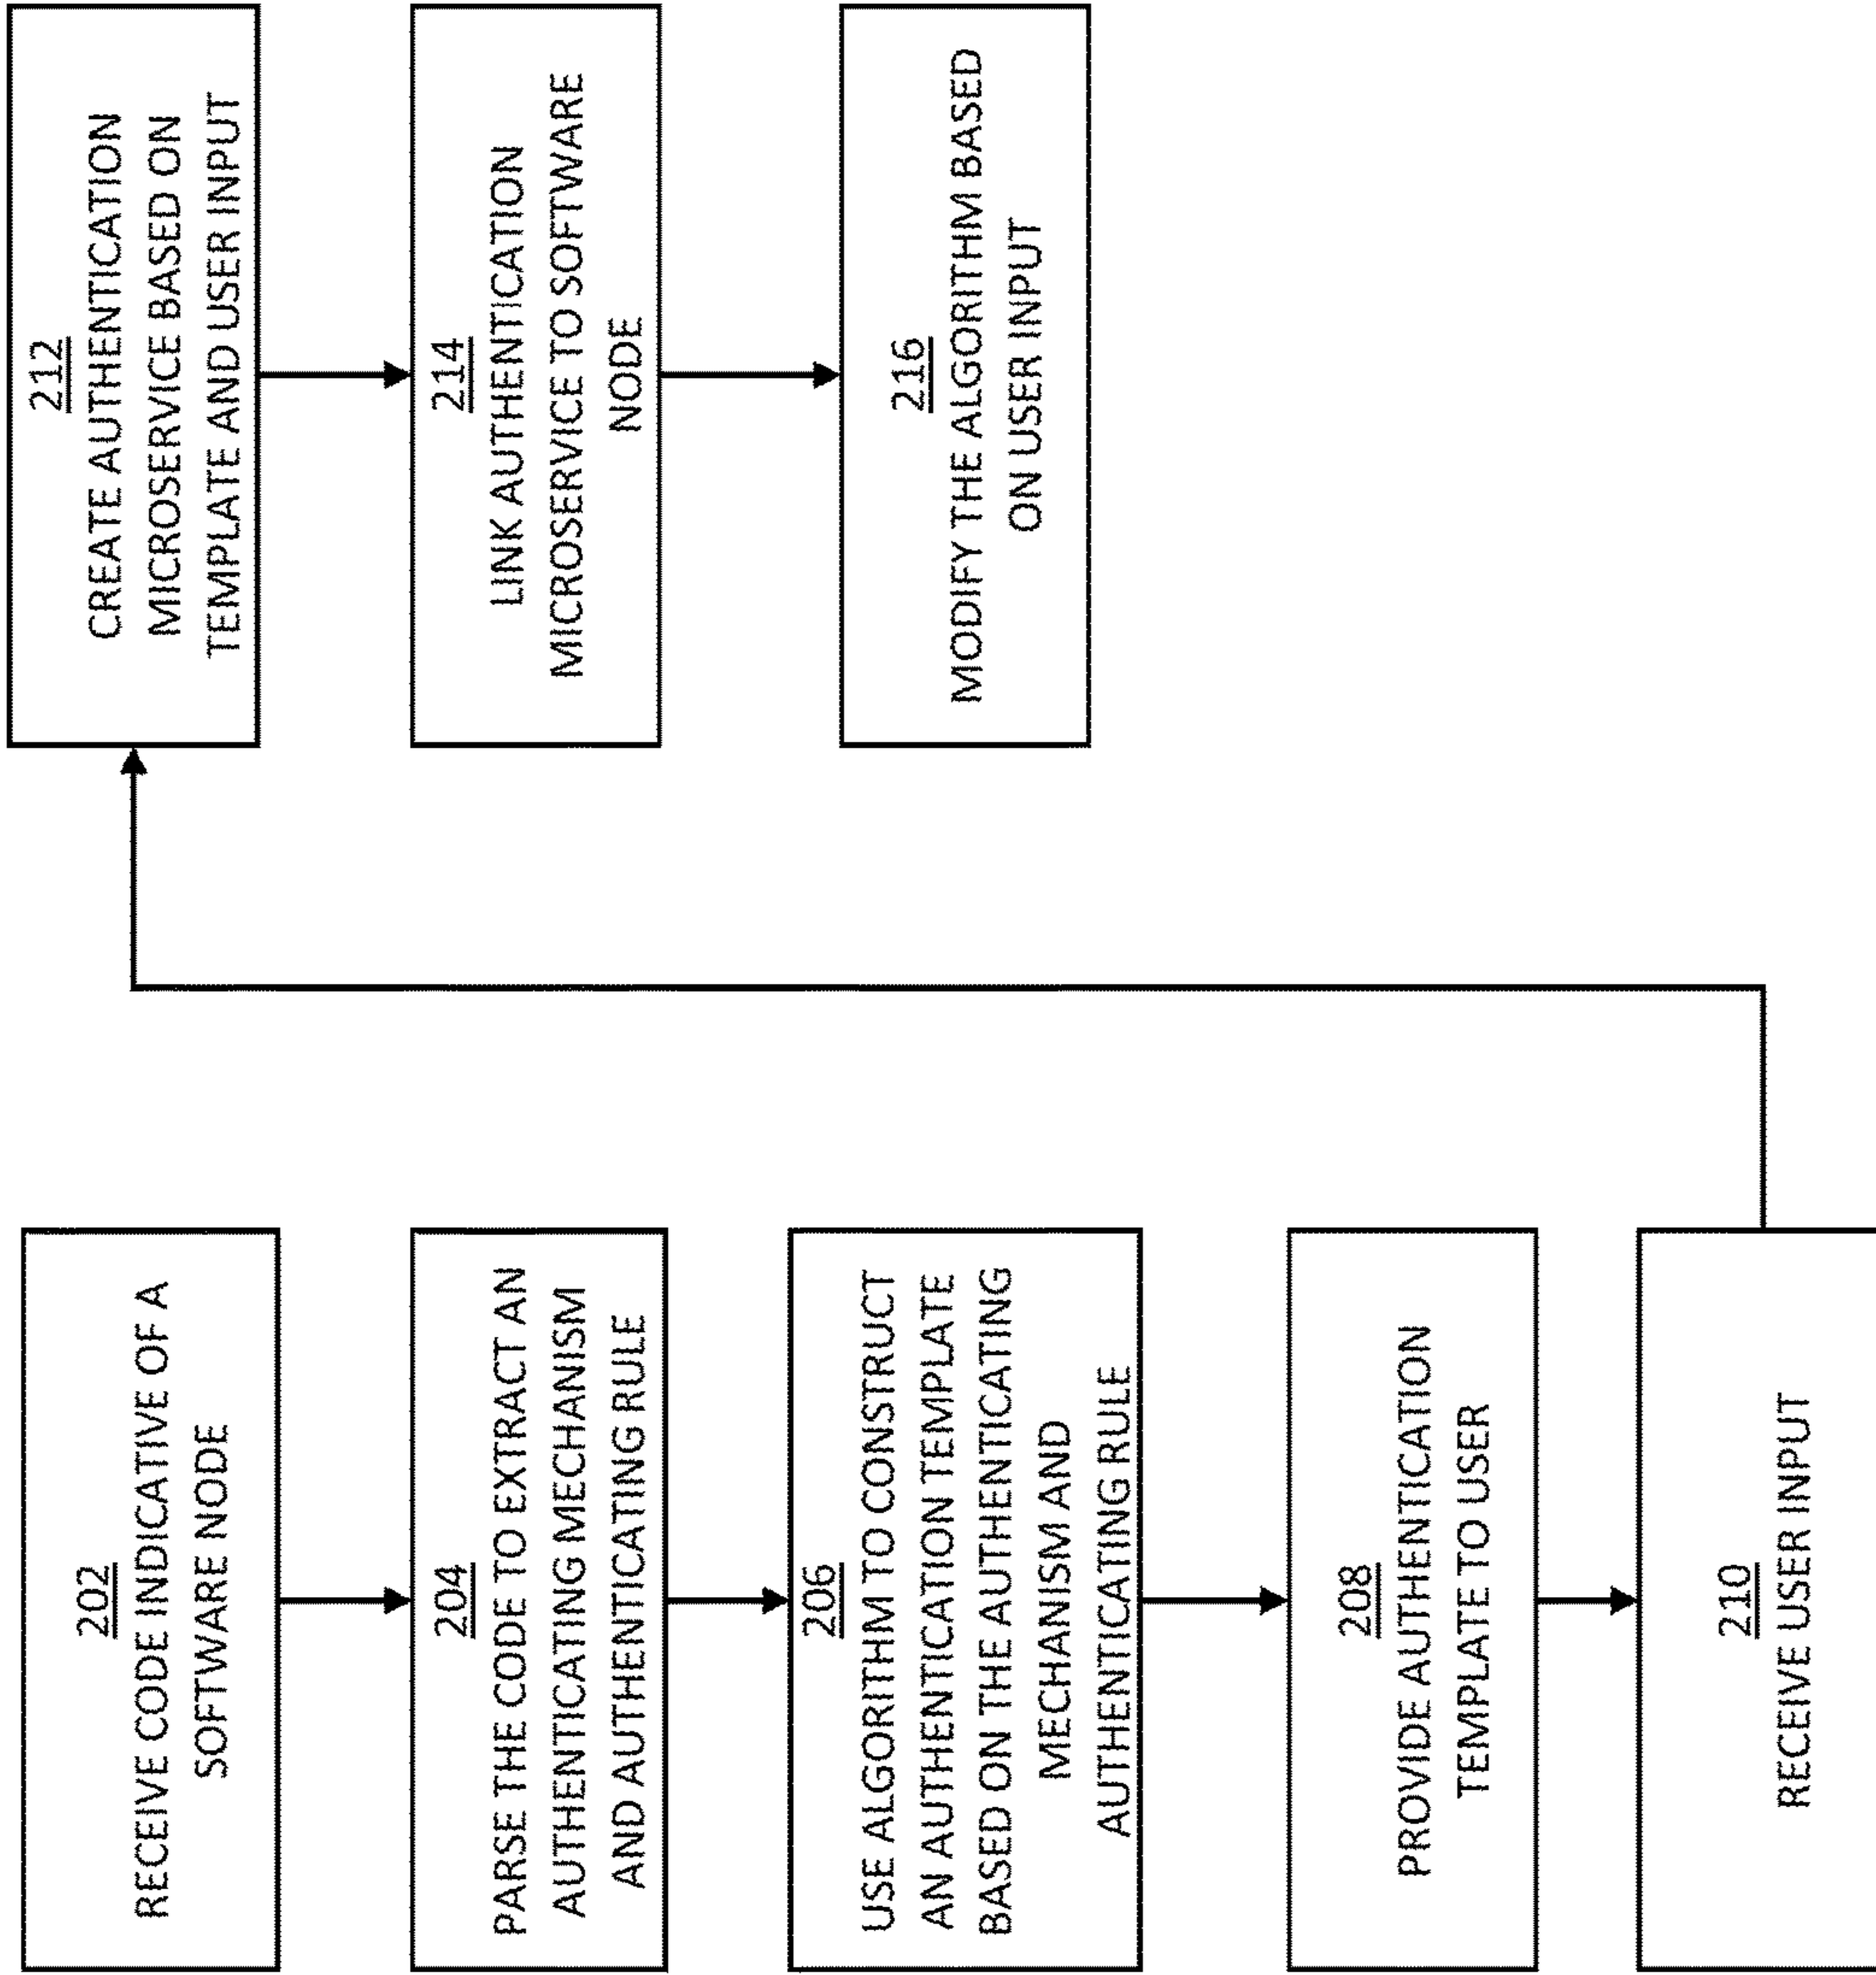 202
RECEIVE CODE INDICATIVE OF A
SOFTWARE NODE
204
PARSE THE CODE TO EXTRACT AN
AUTHENTICATING MECHANISM
AND AUTHENTICATING RULE
206
USE ALGORITHM TO CONSTRUCT
AN AUTHENTICATION TEMPLATE
BASED ON THE AUTHENTICATING
MECHANISM AND
AUTHENTICATING RULE
208
PROVIDE AUTHENTICATION
TEMPLATE TO USER
210
RECEIVE USER INPUT
212
CREATE AUTHENTICATION
MICROSERVICE BASED ON
TEMPLATE AND USER INPUT
214
LINK AUTHENTICATION
MICROSERVICE TO SOFTWARE
NODE
216
MODIFY THE ALGORITHM BASED
ON USER INPUT